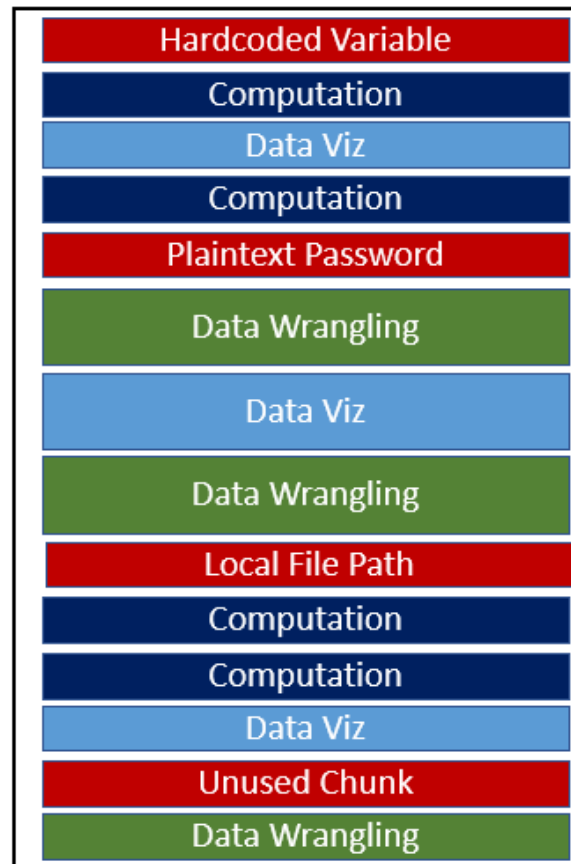 Hardcoded Variable
Computation
Data Viz
Computation
Plaintext Password
Data Wrangling
Data Viz
Data Wrangling
Local File Path
Computation
Computation
Data Viz
Unused Chunk
Data Wrangling